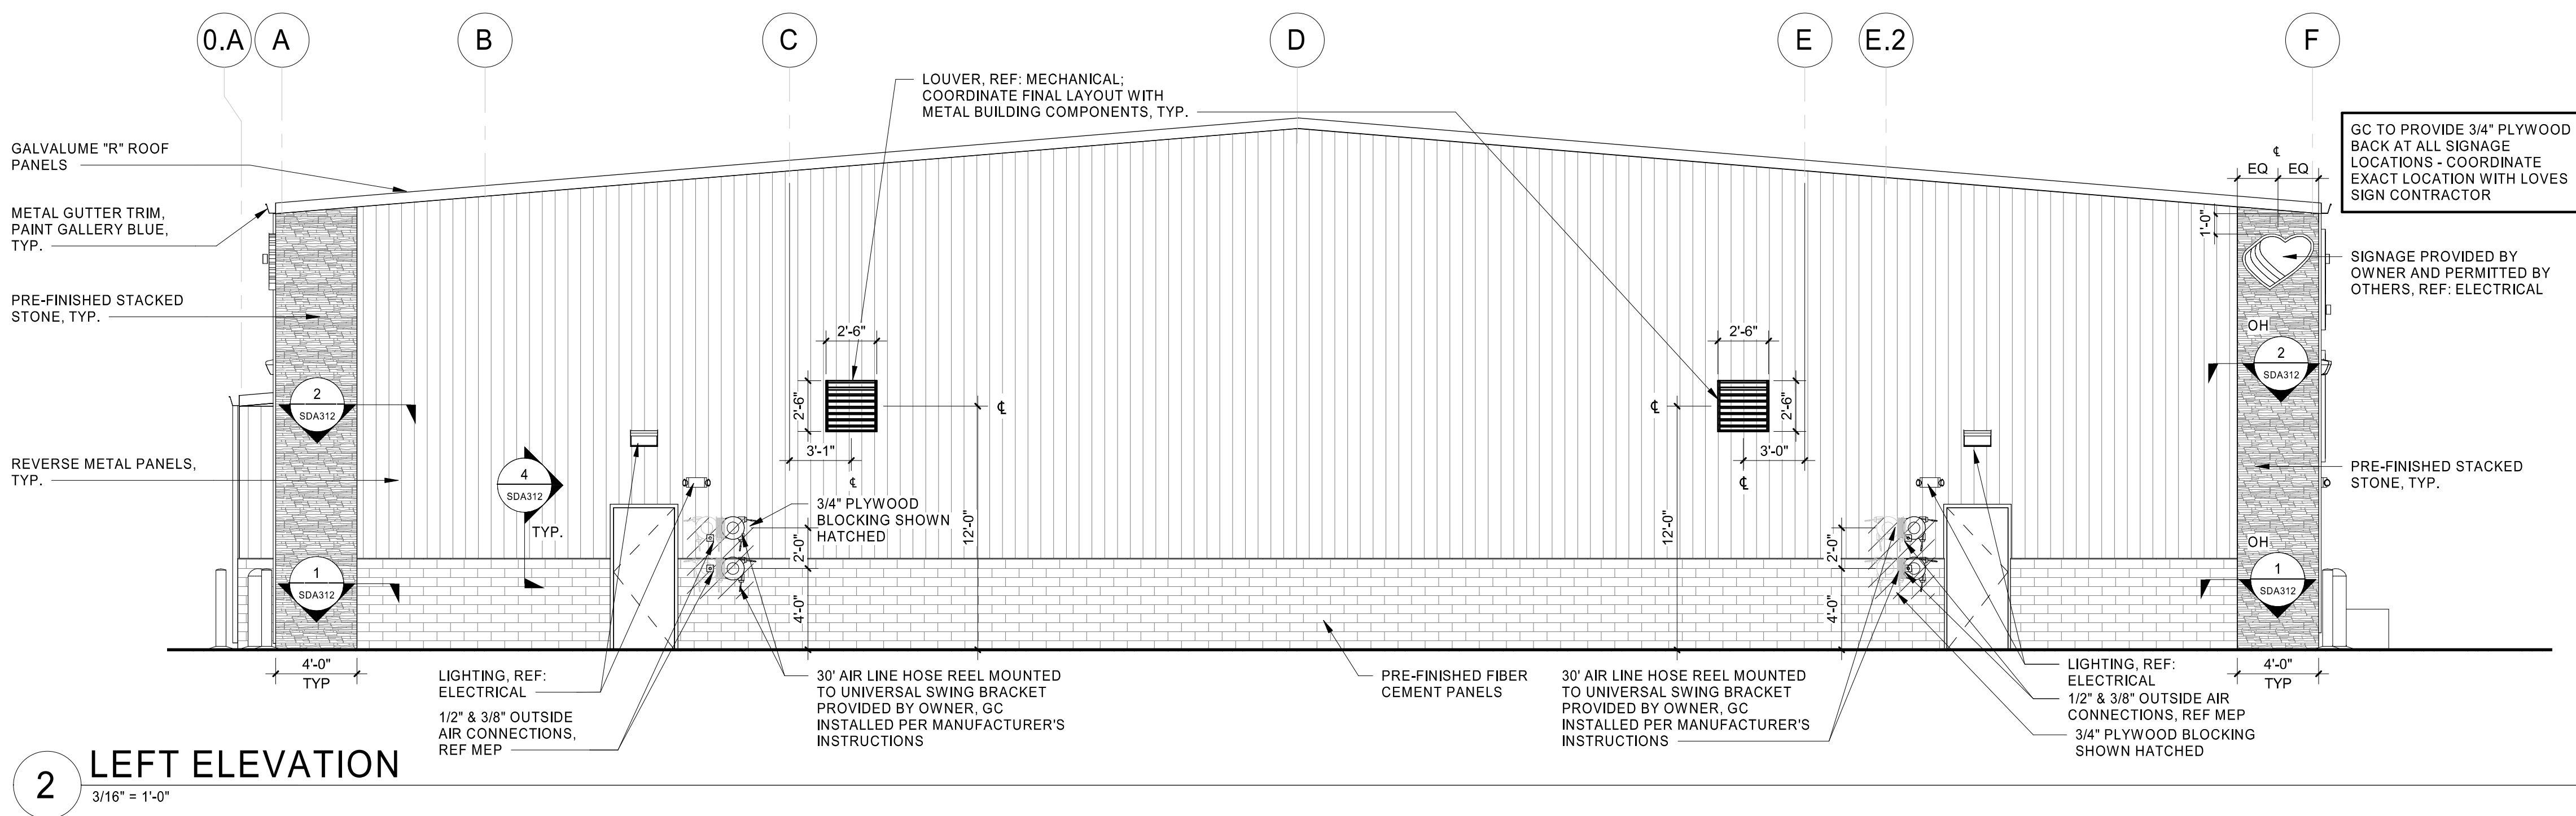 0.A
A
B
C
D
E
E.2
F
LOUVER, REF: MECHANICAL;
COORDINATE FINAL LAYOUT WITH
METAL BUILDING COMPONENTS, TYP.
GALVALUME "R" ROOF
PANELS
METAL GUTTER TRIM,
PAINT GALLERY BLUE,
TYP.
PRE-FINISHED STACKED
STONE, TYP.
REVERSE METAL PANELS,
TYP.
GC TO PROVIDE 3/4" PLYWOOD
BACK AT ALL SIGNAGE
LOCATIONS - COORDINATE
EXACT LOCATION WITH LOVES
SIGN CONTRACTOR
℄
EQ
EQ
1'-0"
SIGNAGE PROVIDED BY
OWNER AND PERMITTED BY
OTHERS, REF: ELECTRICAL
OH
2
SDA312
PRE-FINISHED STACKED
STONE, TYP.
OH
1
SDA312
2
SDA312
1
SDA312
4
SDA312
TYP.
2'-6"
2'-6"
3'-1"
℄
℄
12'-0"
3/4" PLYWOOD
BLOCKING SHOWN
HATCHED
2'-0"
4'-0"
2'-6"
2'-6"
3'-0"
℄
℄
12'-0"
2'-0"
4'-0"
4'-0"
TYP
LIGHTING, REF:
ELECTRICAL
1/2" & 3/8" OUTSIDE
AIR CONNECTIONS,
REF MEP
30' AIR LINE HOSE REEL MOUNTED
TO UNIVERSAL SWING BRACKET
PROVIDED BY OWNER, GC
INSTALLED PER MANUFACTURER'S
INSTRUCTIONS
PRE-FINISHED FIBER
CEMENT PANELS
30' AIR LINE HOSE REEL MOUNTED
TO UNIVERSAL SWING BRACKET
PROVIDED BY OWNER, GC
INSTALLED PER MANUFACTURER'S
INSTRUCTIONS
LIGHTING, REF:
ELECTRICAL
1/2" & 3/8" OUTSIDE AIR
CONNECTIONS, REF MEP
3/4" PLYWOOD BLOCKING
SHOWN HATCHED
4'-0"
TYP
2
LEFT ELEVATION
3/16" = 1'-0"